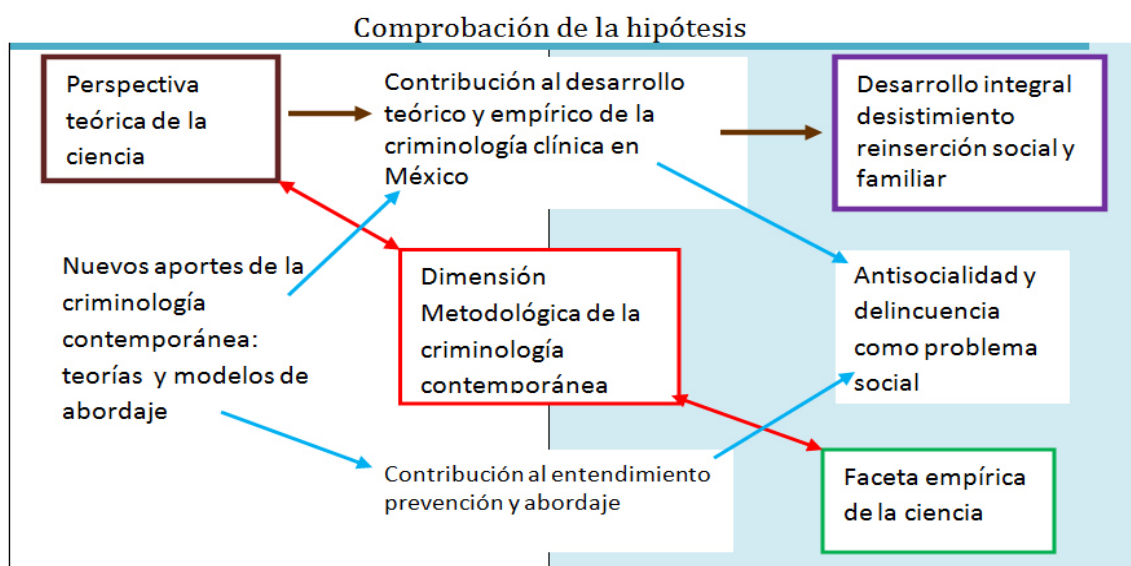 Comprobación de la hipótesis
Perspectiva
teórica de la
ciencia
Contribución al desarrollo
teórico y empírico de la
criminología clínica en
México
Desarrollo integral
desistimiento
reinserción social y
familiar
Nuevos aportes de la
criminología
contemporánea:
teorías y modelos de
abordaje
Dimensión
Metodológica de la
criminología
contemporánea
Antisocialidad y
delincuencia
como problema
social
Contribución al entendimiento
prevención y abordaje
Faceta empírica
de la ciencia